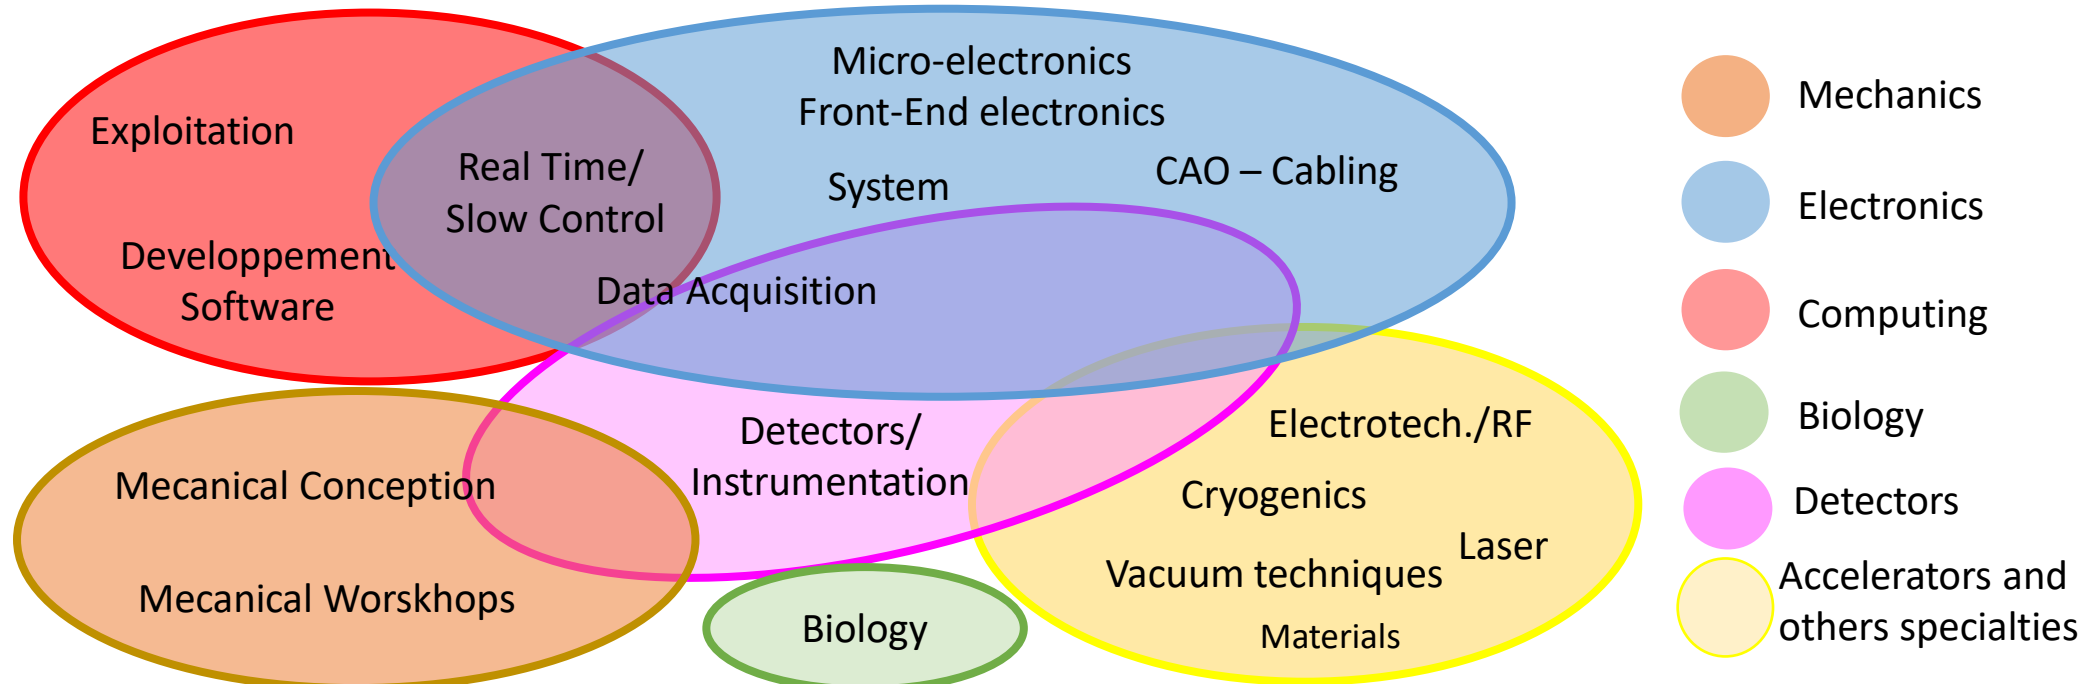 Micro-electronics
Front-End electronics
Exploitation
Real Time/
Slow Control
System
CAO – Cabling
Developpement
Software
Data Acquisition
Detectors/
Instrumentation
Electrotech./RF
Mecanical Conception
Cryogenics
Laser
Vacuum techniques
Mecanical Worskhops
Biology
Materials
Mechanics
Electronics
Computing
Biology
Detectors
Accelerators and
others specialties